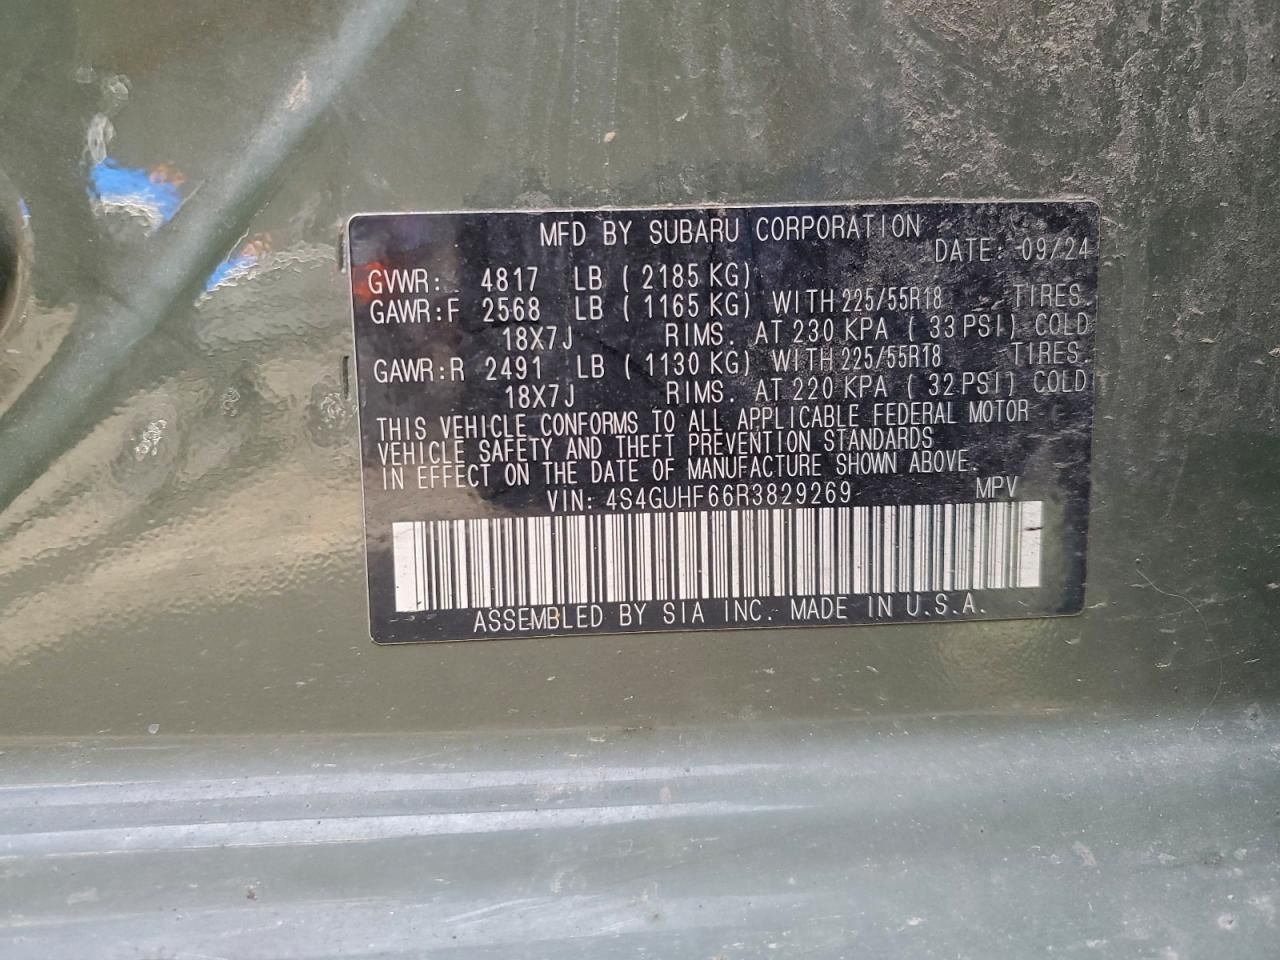 MFD BY SUBARU CORPORATION
DATE: 09/24
GVWR: 4817 LB ( 2185 KG)
GAWR:F 2568 LB ( 1165 KG) WITH 225/55R18 TIRES.
18X7J RIMS. AT 230 KPA ( 33 PSI) COLD
GAWR:R 2491 LB ( 1130 KG) WITH 225/55R18 TIRES.
18X7J RIMS. AT 220 KPA ( 32 PSI) COLD
THIS VEHICLE CONFORMS TO ALL APPLICABLE FEDERAL MOTOR
VEHICLE SAFETY AND THEFT PREVENTION STANDARDS
IN EFFECT ON THE DATE OF MANUFACTURE SHOWN ABOVE.
VIN: 4S4GUHF66R3829269 MPV
ASSEMBLED BY SIA INC. MADE IN U.S.A.